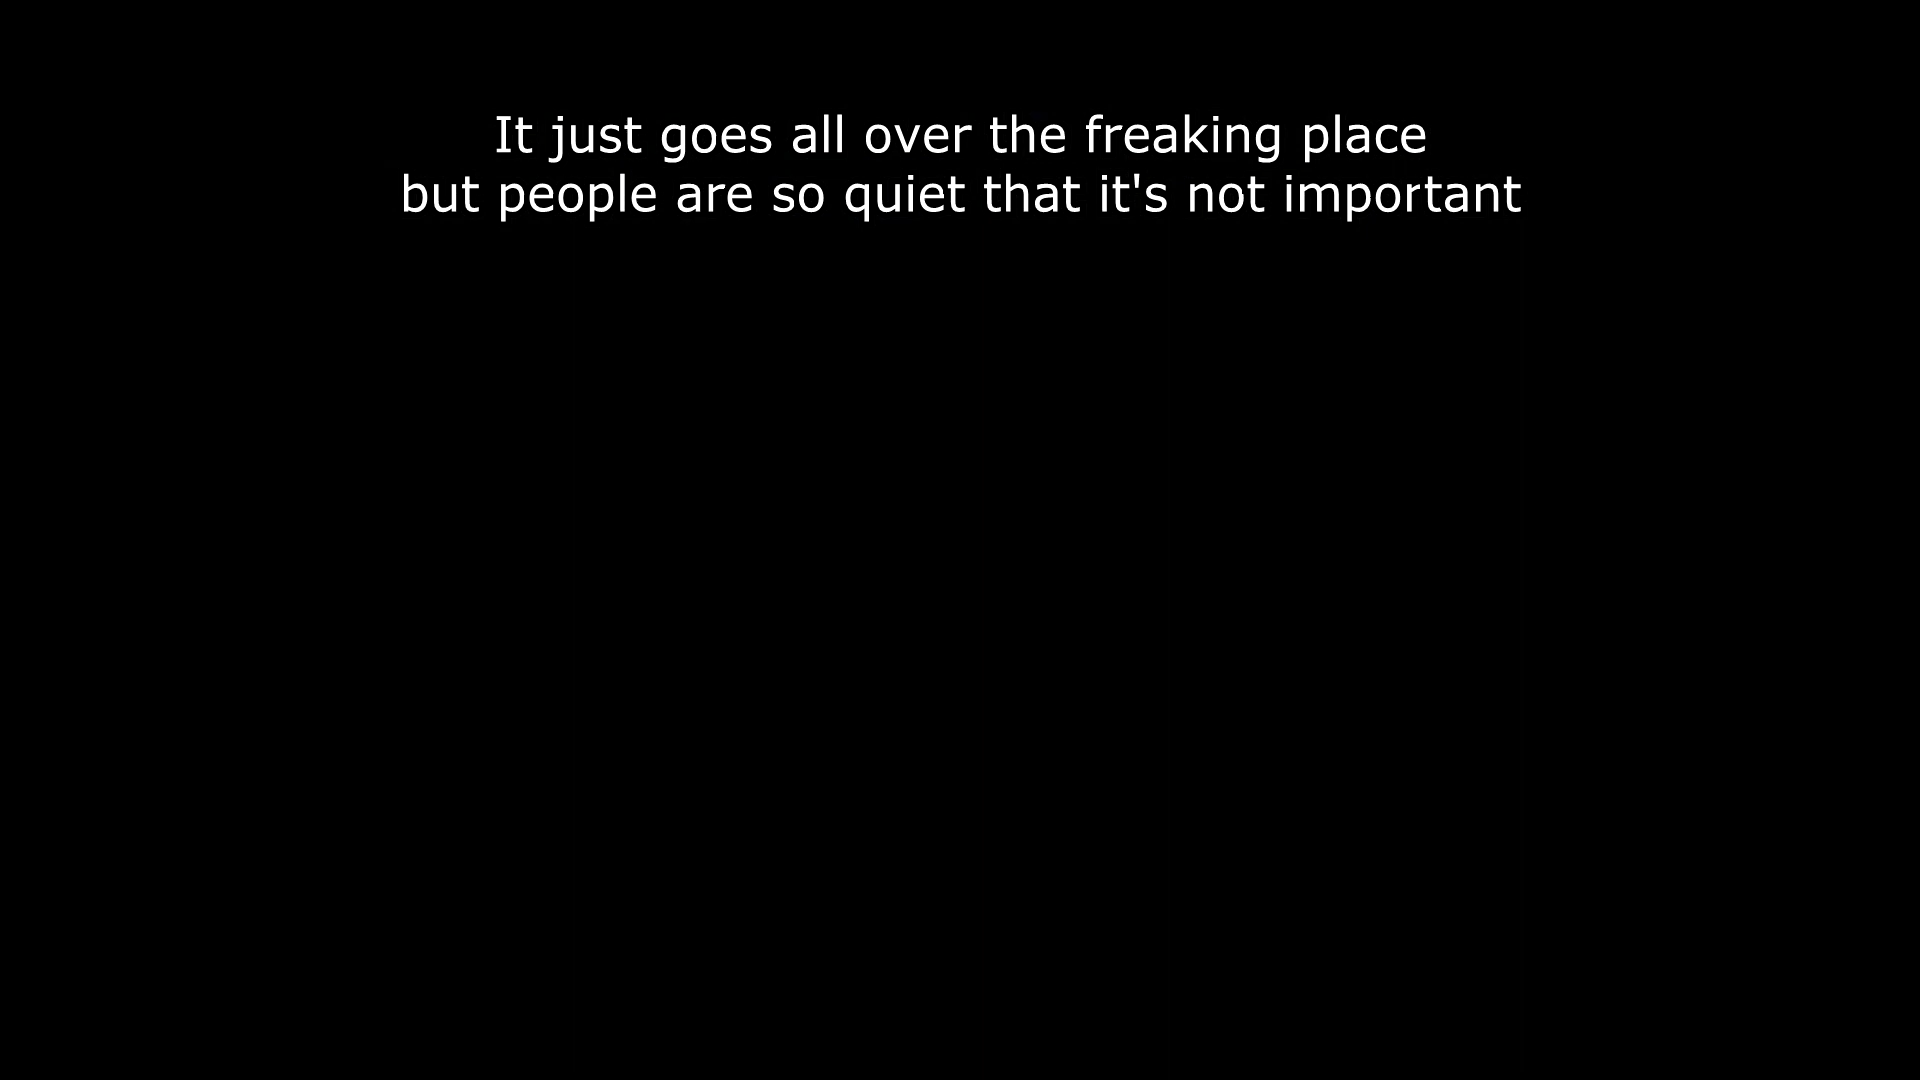 It just goes all over the freaking place
but people are so quiet that it's not important